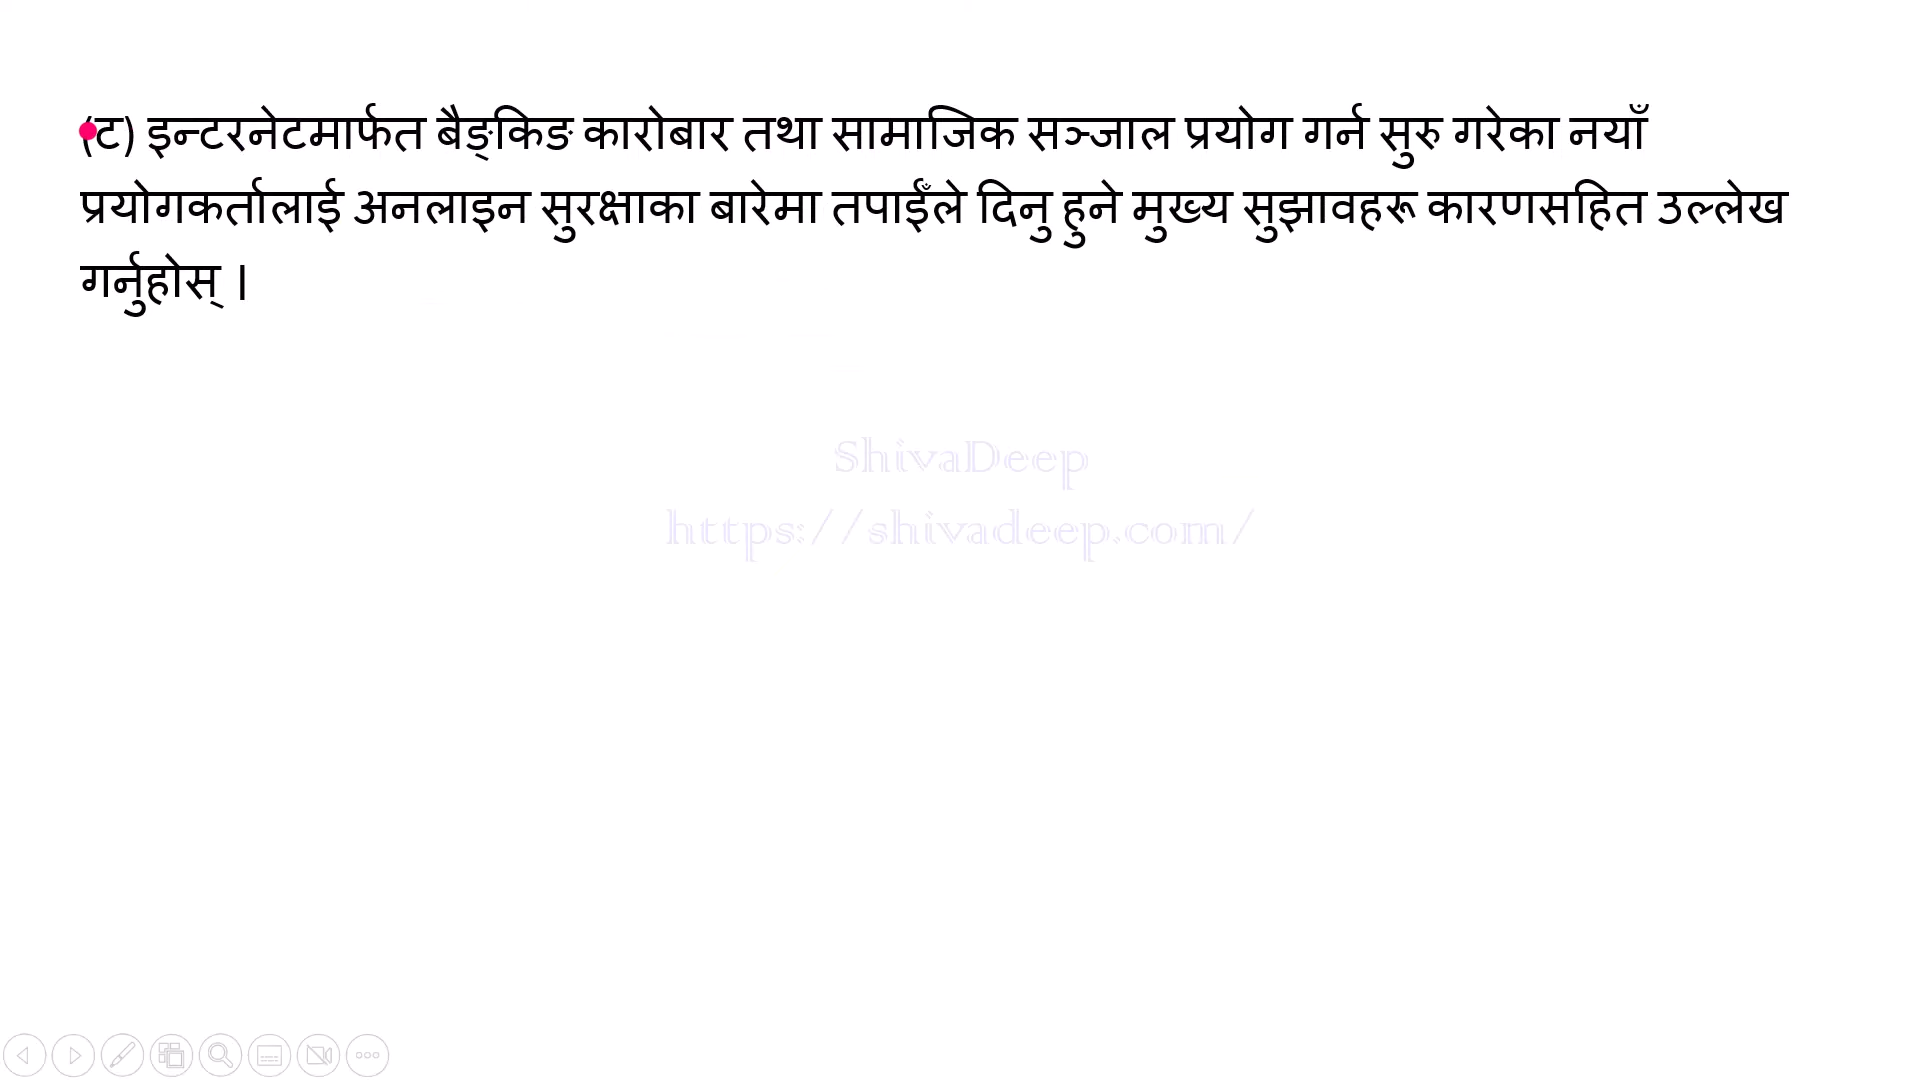 (ट) इन्टरनेटमार्फत बैङ्किङ कारोबार तथा सामाजिक सञ्जाल प्रयोग गर्न सुरु गरेका नयाँ
प्रयोगकर्तालाई अनलाइन सुरक्षाका बारेमा तपाईँले दिनु हुने मुख्य सुझावहरू कारणसहित उल्लेख
गर्नुहोस् ।
ShivaDeep
https://shivadeep.com/